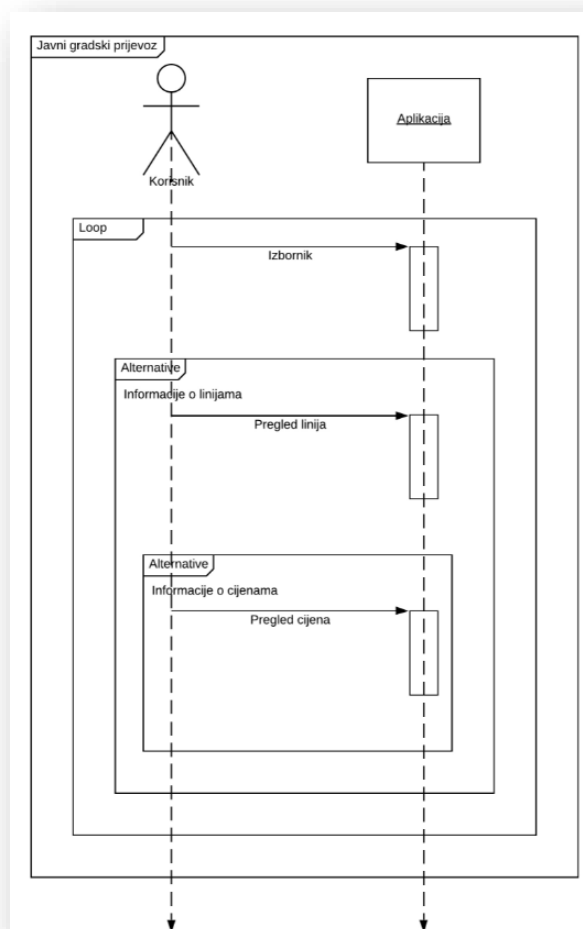 Javni gradski prijevoz
Aplikacija
Korisnik
Loop
Izbornik
Alternative
Informacije o linijama
Pregled linija
Alternative
Informacije o cijenama
Pregled cijena